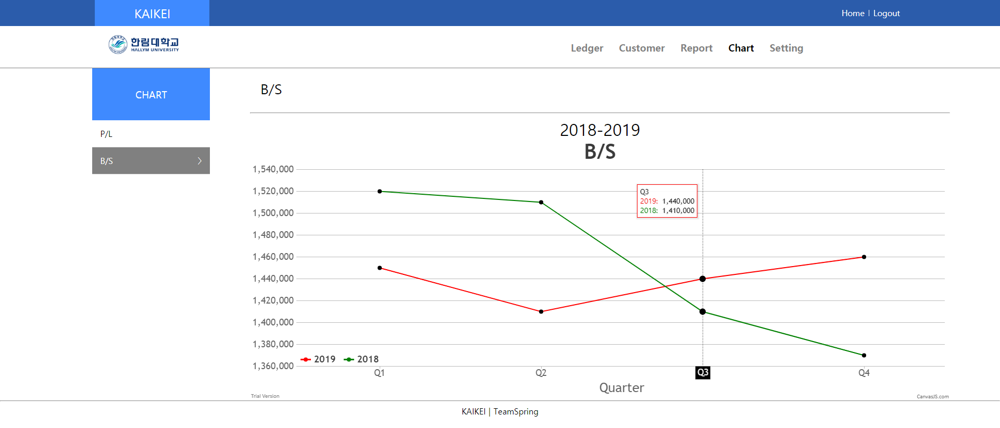 KAIKEI
Home | Logout
한림대학교
HALLYM UNIVERSITY
Ledger Customer Report Chart Setting
CHART
P/L
B/S
B/S
2018-2019
B/S
1,540,000
1,520,000
1,500,000
1,480,000
1,460,000
1,440,000
1,420,000
1,400,000
1,380,000
1,360,000
Q3
2019: 1,440,000
2018: 1,410,000
2019 2018
Q1 Q2 Q3 Q4
Quarter
Trial Version
CanvasJS.com
KAIKEI | TeamSpring